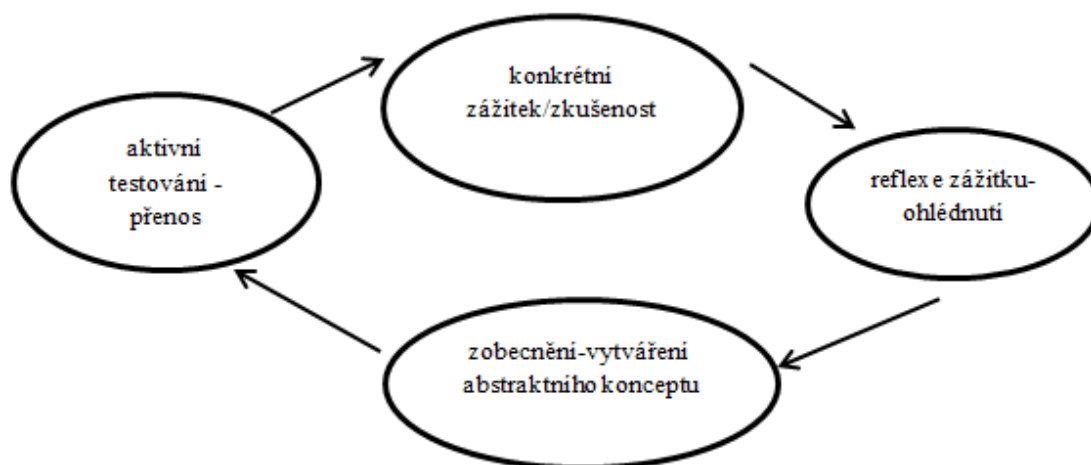 konkrétní
zážitek/zkušenost
reflexe zážitku-
ohlédnutí
zobecnění-vytváření
abstraktního konceptu
aktivní
testování -
přenos